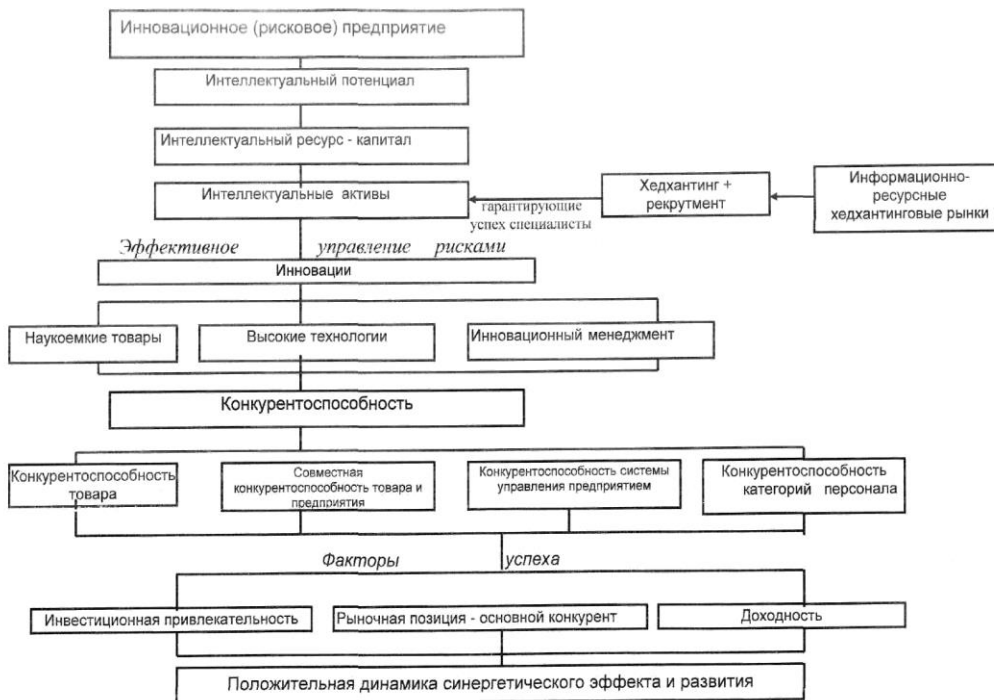 Инновационное (рисковое) предприятие
Интеллектуальный потенциал
Интеллектуальный ресурс - капитал
Интеллектуальные активы
гарантирующие
успех специалисты
Хедхантинг +
рекрутмент
Информационно-
ресурсные
хедхантинговые рынки
Эффективное управление рисками
Инновации
Наукоемкие товары
Высокие технологии
Инновационный менеджмент
Конкурентоспособность
Конкурентоспособность
товара
Совместная
конкурентоспособность товара и
предприятия
Конкурентоспособность системы
управления предприятием
Конкурентоспособность
категорий персонала
Факторы успеха
Инвестиционная привлекательность
Рыночная позиция - основной конкурент
Доходность
Положительная динамика синергетического эффекта и развития